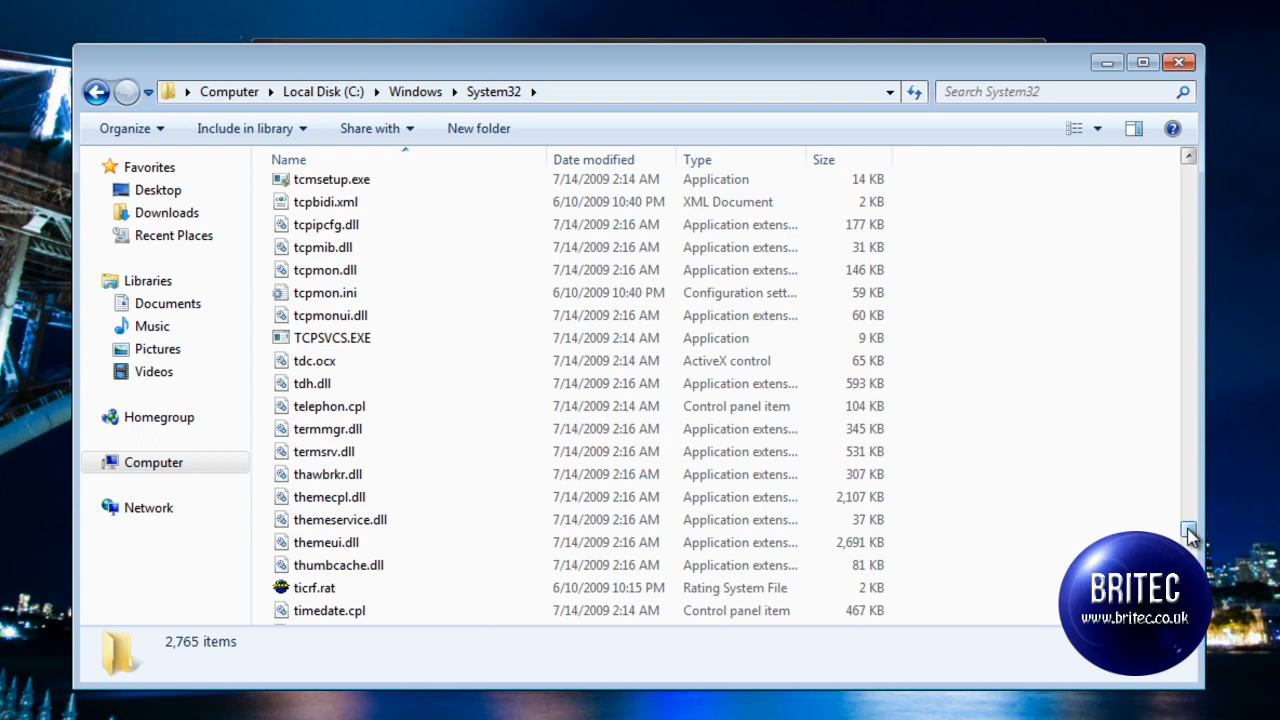 Computer Local Disk (C:) Windows System32
Search System32
Organize Include in library Share with New folder
Name Date modified Type Size
Favorites
Desktop
Downloads
Recent Places
Libraries
Documents
Music
Pictures
Videos
Homegroup
Computer
Network
tcmsetup.exe 7/14/2009 2:14 AM Application 14 KB
tcpbidi.xml 6/10/2009 10:40 PM XML Document 2 KB
tcpipcfg.dll 7/14/2009 2:16 AM Application extens... 177 KB
tcpmib.dll 7/14/2009 2:16 AM Application extens... 31 KB
tcpmon.dll 7/14/2009 2:16 AM Application extens... 146 KB
tcpmon.ini 6/10/2009 10:40 PM Configuration sett... 59 KB
tcpmonui.dll 7/14/2009 2:16 AM Application extens... 60 KB
TCPSVCS.EXE 7/14/2009 2:14 AM Application 9 KB
tdc.ocx 7/14/2009 2:14 AM ActiveX control 65 KB
tdh.dll 7/14/2009 2:16 AM Application extens... 593 KB
telephon.cpl 7/14/2009 2:14 AM Control panel item 104 KB
termmgr.dll 7/14/2009 2:16 AM Application extens... 345 KB
termsrv.dll 7/14/2009 2:16 AM Application extens... 531 KB
thawbrkr.dll 7/14/2009 2:16 AM Application extens... 307 KB
themecpl.dll 7/14/2009 2:16 AM Application extens... 2,107 KB
themeservice.dll 7/14/2009 2:16 AM Application extens... 37 KB
themeui.dll 7/14/2009 2:16 AM Application extens... 2,691 KB
thumbcache.dll 7/14/2009 2:16 AM Application extens... 81 KB
ticrf.rat 6/10/2009 10:15 PM Rating System File 2 KB
timedate.cpl 7/14/2009 2:14 AM Control panel item 467 KB
2,765 items
BRITEC
www.britec.co.uk